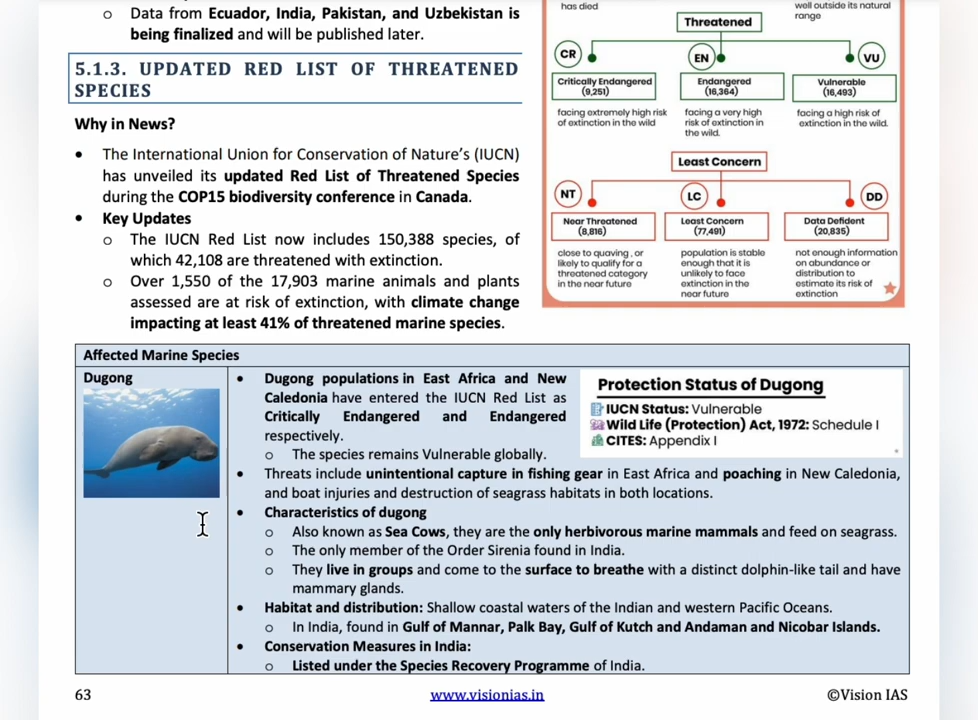 o Data from Ecuador, India, Pakistan, and Uzbekistan is
being finalized and will be published later.
5.1.3. UPDATED RED LIST OF THREATENED
SPECIES
Why in News?
• The International Union for Conservation of Nature's (IUCN)
has unveiled its updated Red List of Threatened Species
during the COP15 biodiversity conference in Canada.
• Key Updates
o The IUCN Red List now includes 150,388 species, of
which 42,108 are threatened with extinction.
o Over 1,550 of the 17,903 marine animals and plants
assessed are at risk of extinction, with climate change
impacting at least 41% of threatened marine species.
has died
well outside its natural
range
Threatened
CR
EN
VU
Critically Endangered
(9,251)
Endangered
(16,364)
Vulnerable
(16,493)
facing extremely high risk
of extinction in the wild
facing a very high
risk of extinction in
the wild.
facing a high risk of
extinction in the wild.
Least Concern
NT
LC
DD
Near Threatened
(8,816)
Least Concern
(77,491)
Data Defident
(20,835)
close to quaving , or
likely to qualify for a
threatened category
in the near future
population is stable
enough that it is
unlikely to face
extinction in the
near future
not enough information
on abundance or
distribution to
estimate its risk of
extinction
Affected Marine Species
Dugong
• Dugong populations in East Africa and New
Caledonia have entered the IUCN Red List as
Critically Endangered and Endangered
respectively.
o The species remains Vulnerable globally.
Protection Status of Dugong
IUCN Status: Vulnerable
Wild Life (Protection) Act, 1972: Schedule I
CITES: Appendix I
• Threats include unintentional capture in fishing gear in East Africa and poaching in New Caledonia,
and boat injuries and destruction of seagrass habitats in both locations.
• Characteristics of dugong
o Also known as Sea Cows, they are the only herbivorous marine mammals and feed on seagrass.
o The only member of the Order Sirenia found in India.
o They live in groups and come to the surface to breathe with a distinct dolphin-like tail and have
mammary glands.
• Habitat and distribution: Shallow coastal waters of the Indian and western Pacific Oceans.
o In India, found in Gulf of Mannar, Palk Bay, Gulf of Kutch and Andaman and Nicobar Islands.
• Conservation Measures in India:
o Listed under the Species Recovery Programme of India.
63
www.visionias.in
©Vision IAS